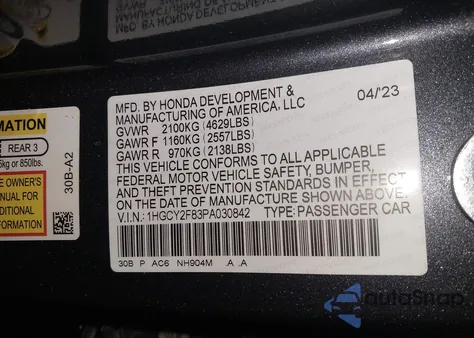 MATION
REAR 3
5kg or 850lbs.
E OWNER'S
NUAL FOR
DITIONAL
ORMATION
30B-A2
MFD. BY HONDA DEVELOPMENT & 04/'23
MANUFACTURING OF AMERICA, LLC
GVWR 2100KG (4629LBS)
GAWR F 1160KG (2557LBS)
GAWR R 970KG (2138LBS)
THIS VEHICLE CONFORMS TO ALL APPLICABLE
FEDERAL MOTOR VEHICLE SAFETY, BUMPER,
AND THEFT PREVENTION STANDARDS IN EFFECT
ON THE DATE OF MANUFACTURE SHOWN ABOVE.
V.I.N.: 1HGCY2F83PA030842 TYPE: PASSENGER CAR
30B P AC6 NH904M .A .A
autoSnap